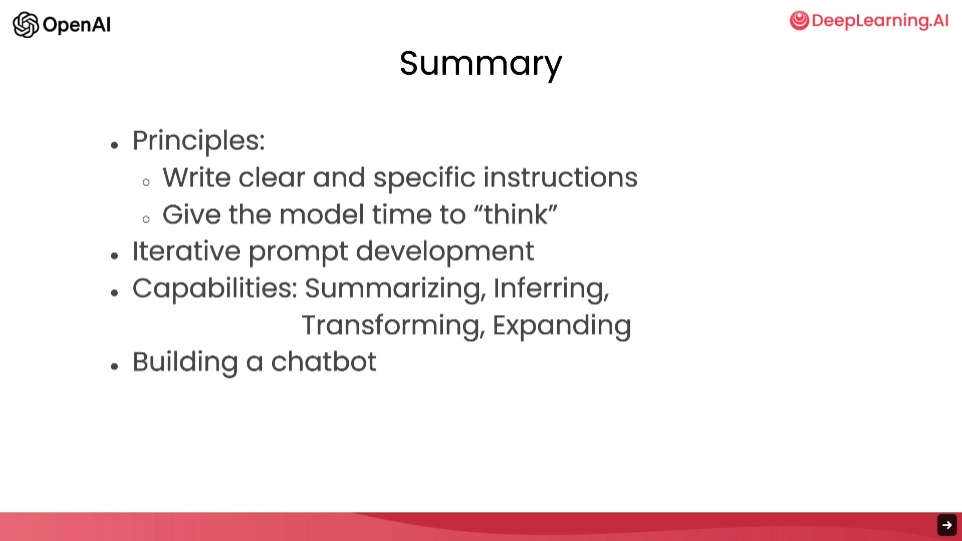 OpenAI
DeepLearning.AI
Summary
• Principles:
○ Write clear and specific instructions
○ Give the model time to “think”
• Iterative prompt development
• Capabilities: Summarizing, Inferring,
Transforming, Expanding
• Building a chatbot